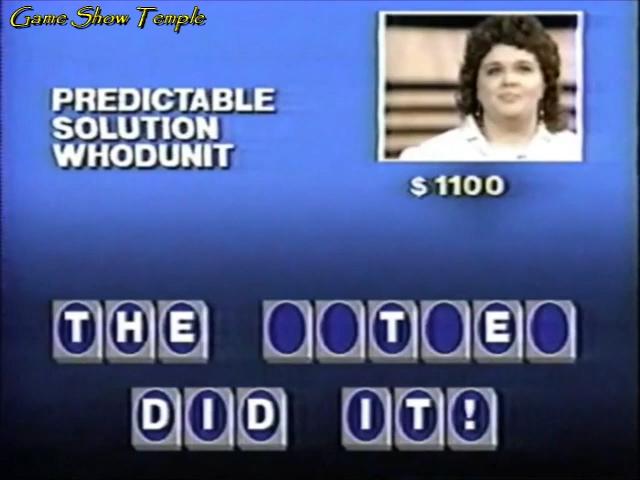 Game Show Temple
PREDICTABLE
SOLUTION
WHODUNIT
$1100
THE T E
DID IT!